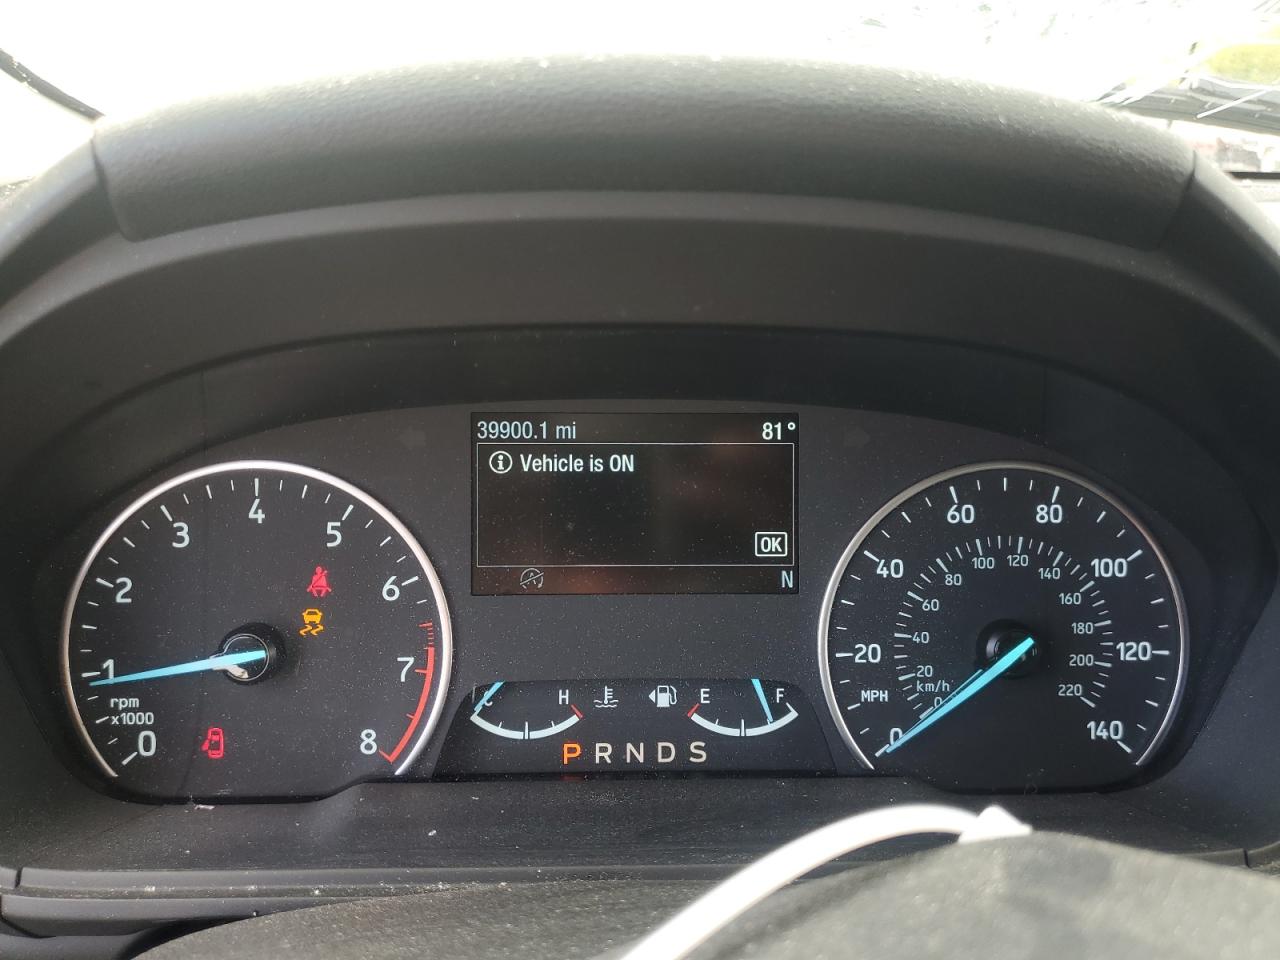 39900.1 mi 81°
Vehicle is ON
OK
N
0 1 2 3 4 5 6 7 8
rpm
x1000
C H
E F
P R N D S
0 20 40 60 80 100 120 140
MPH
0 20 40 60 80 100 120 140 160 180 200 220
km/h